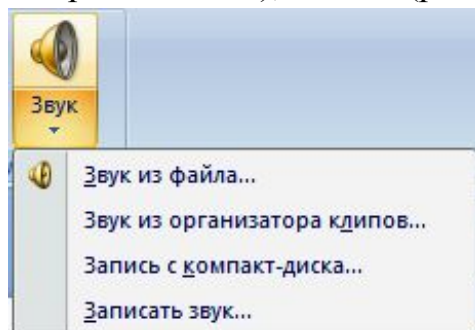 Звук
Звук из файла...
Звук из организатора клипов...
Запись с компакт-диска...
Записать звук...